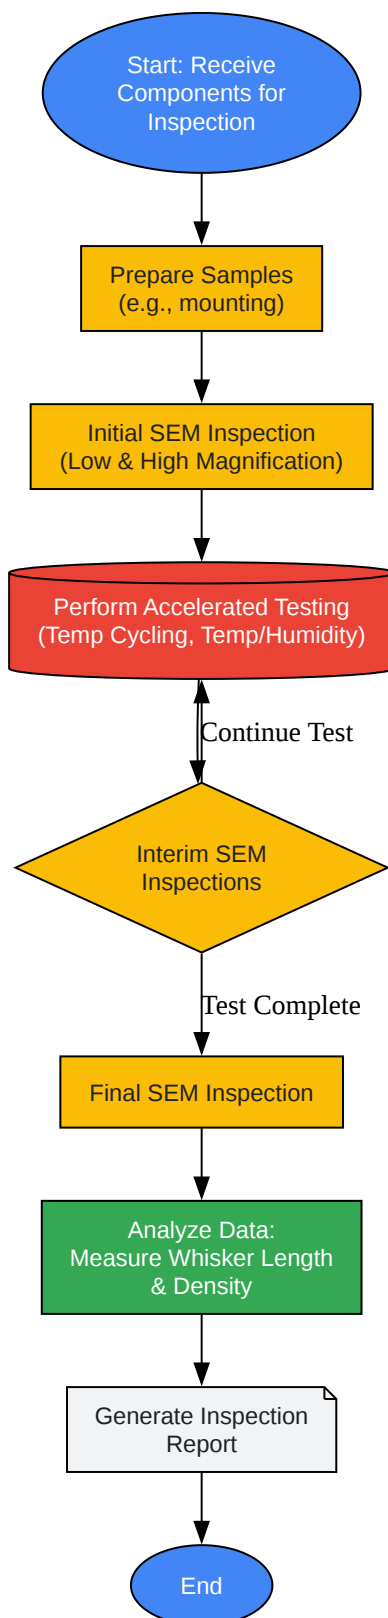 Start: Receive
Components for
Inspection
Prepare Samples
(e.g., mounting)
Initial SEM Inspection
(Low & High Magnification)
Perform Accelerated Testing
(Temp Cycling, Temp/Humidity)
Continue Test
Interim SEM
Inspections
Test Complete
Final SEM Inspection
Analyze Data:
Measure Whisker Length
& Density
Generate Inspection
Report
End